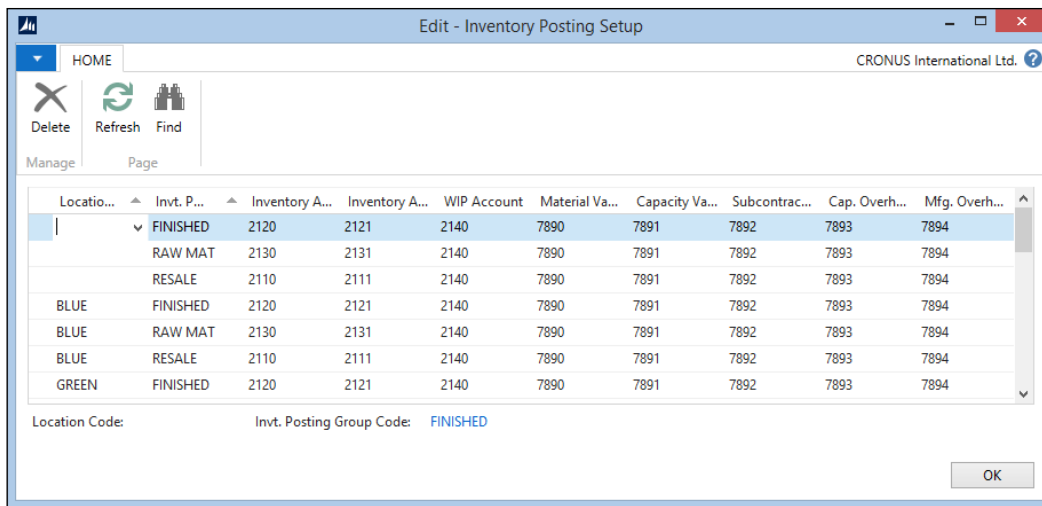 Edit - Inventory Posting Setup
HOME
CRONUS International Ltd.
Delete Refresh Find
Manage Page
Locatio... Invt. P... Inventory A... Inventory A... WIP Account Material Va... Capacity Va... Subcontrac... Cap. Overh... Mfg. Overh...
FINISHED 2120 2121 2140 7890 7891 7892 7893 7894
RAW MAT 2130 2131 2140 7890 7891 7892 7893 7894
RESALE 2110 2111 2140 7890 7891 7892 7893 7894
BLUE FINISHED 2120 2121 2140 7890 7891 7892 7893 7894
BLUE RAW MAT 2130 2131 2140 7890 7891 7892 7893 7894
BLUE RESALE 2110 2111 2140 7890 7891 7892 7893 7894
GREEN FINISHED 2120 2121 2140 7890 7891 7892 7893 7894
Location Code: Invt. Posting Group Code: FINISHED
OK